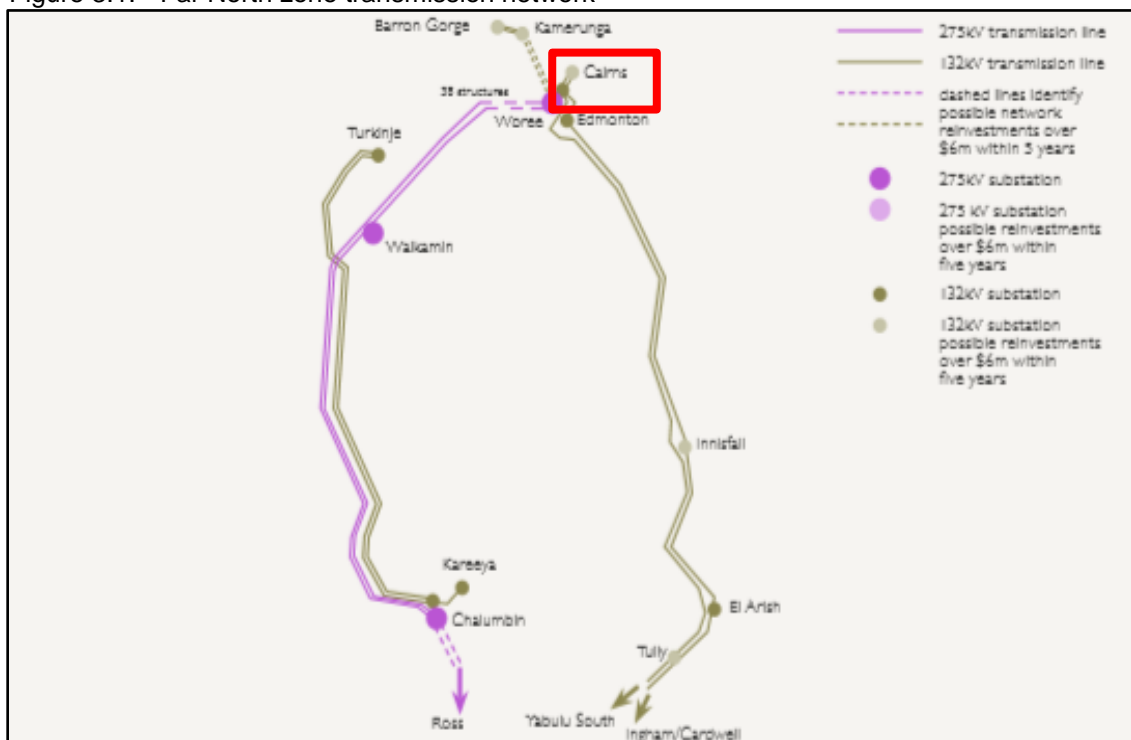 Barron Gorge
Kamerunga
Cairns
38 structures
Woree
Edmonton
Turkinje
Walkamin
Innisfail
Kareeya
Chalumbin
El Arish
Tully
Ross
Yabulu South
Ingham/Cardwell
275kV transmission line
132kV transmission line
dashed lines identify
possible network
reinvestments over
$6m within 5 years
275kV substation
275 kV substation
possible reinvestments
over $6m within
five years
132kV substation
132kV substation
possible reinvestments
over $6m within
five years